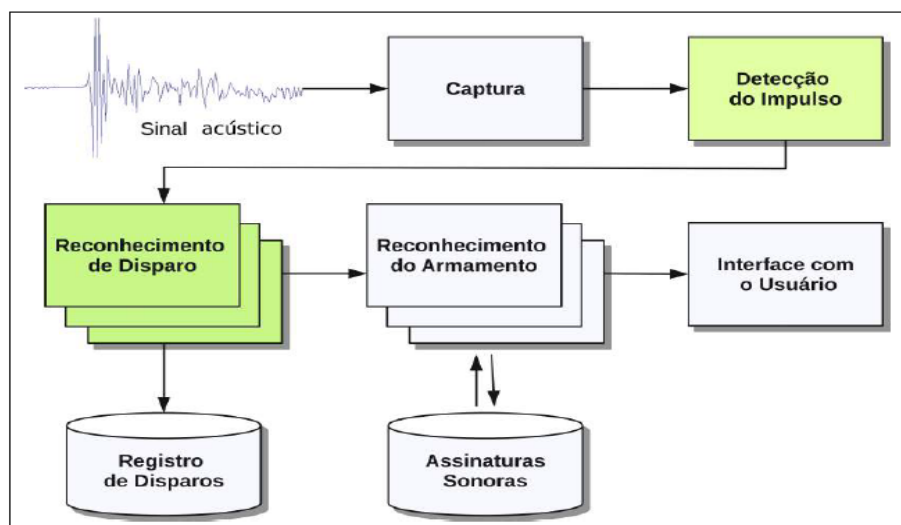 Sinal acústico
Captura
Detecção
do Impulso
Reconhecimento
de Disparo
Reconhecimento
do Armamento
Interface com
o Usuário
Registro
de Disparos
Assinaturas
Sonoras